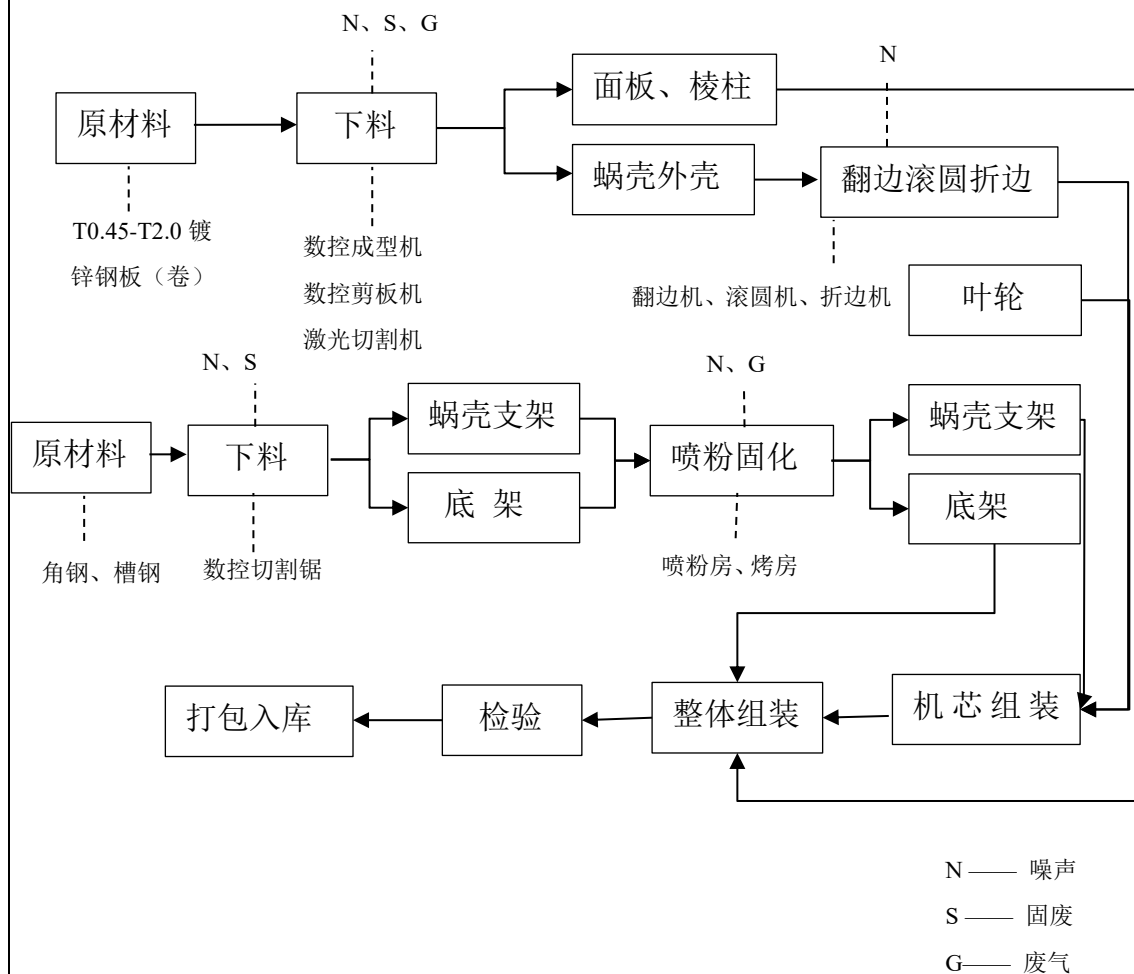 N、S、G
N
面板、棱柱
原材料
下料
蜗壳外壳
翻边滚圆折边
T0.45-T2.0 镀
锌钢板（卷）
数控成型机
数控剪板机
激光切割机
翻边机、滚圆机、折边机
叶轮
N、S
N、G
蜗壳支架
蜗壳支架
原材料
下料
喷粉固化
底 架
底架
角钢、槽钢
数控切割锯
喷粉房、烤房
打包入库
检验
整体组装
机芯组装
N —— 噪声
S —— 固废
G—— 废气